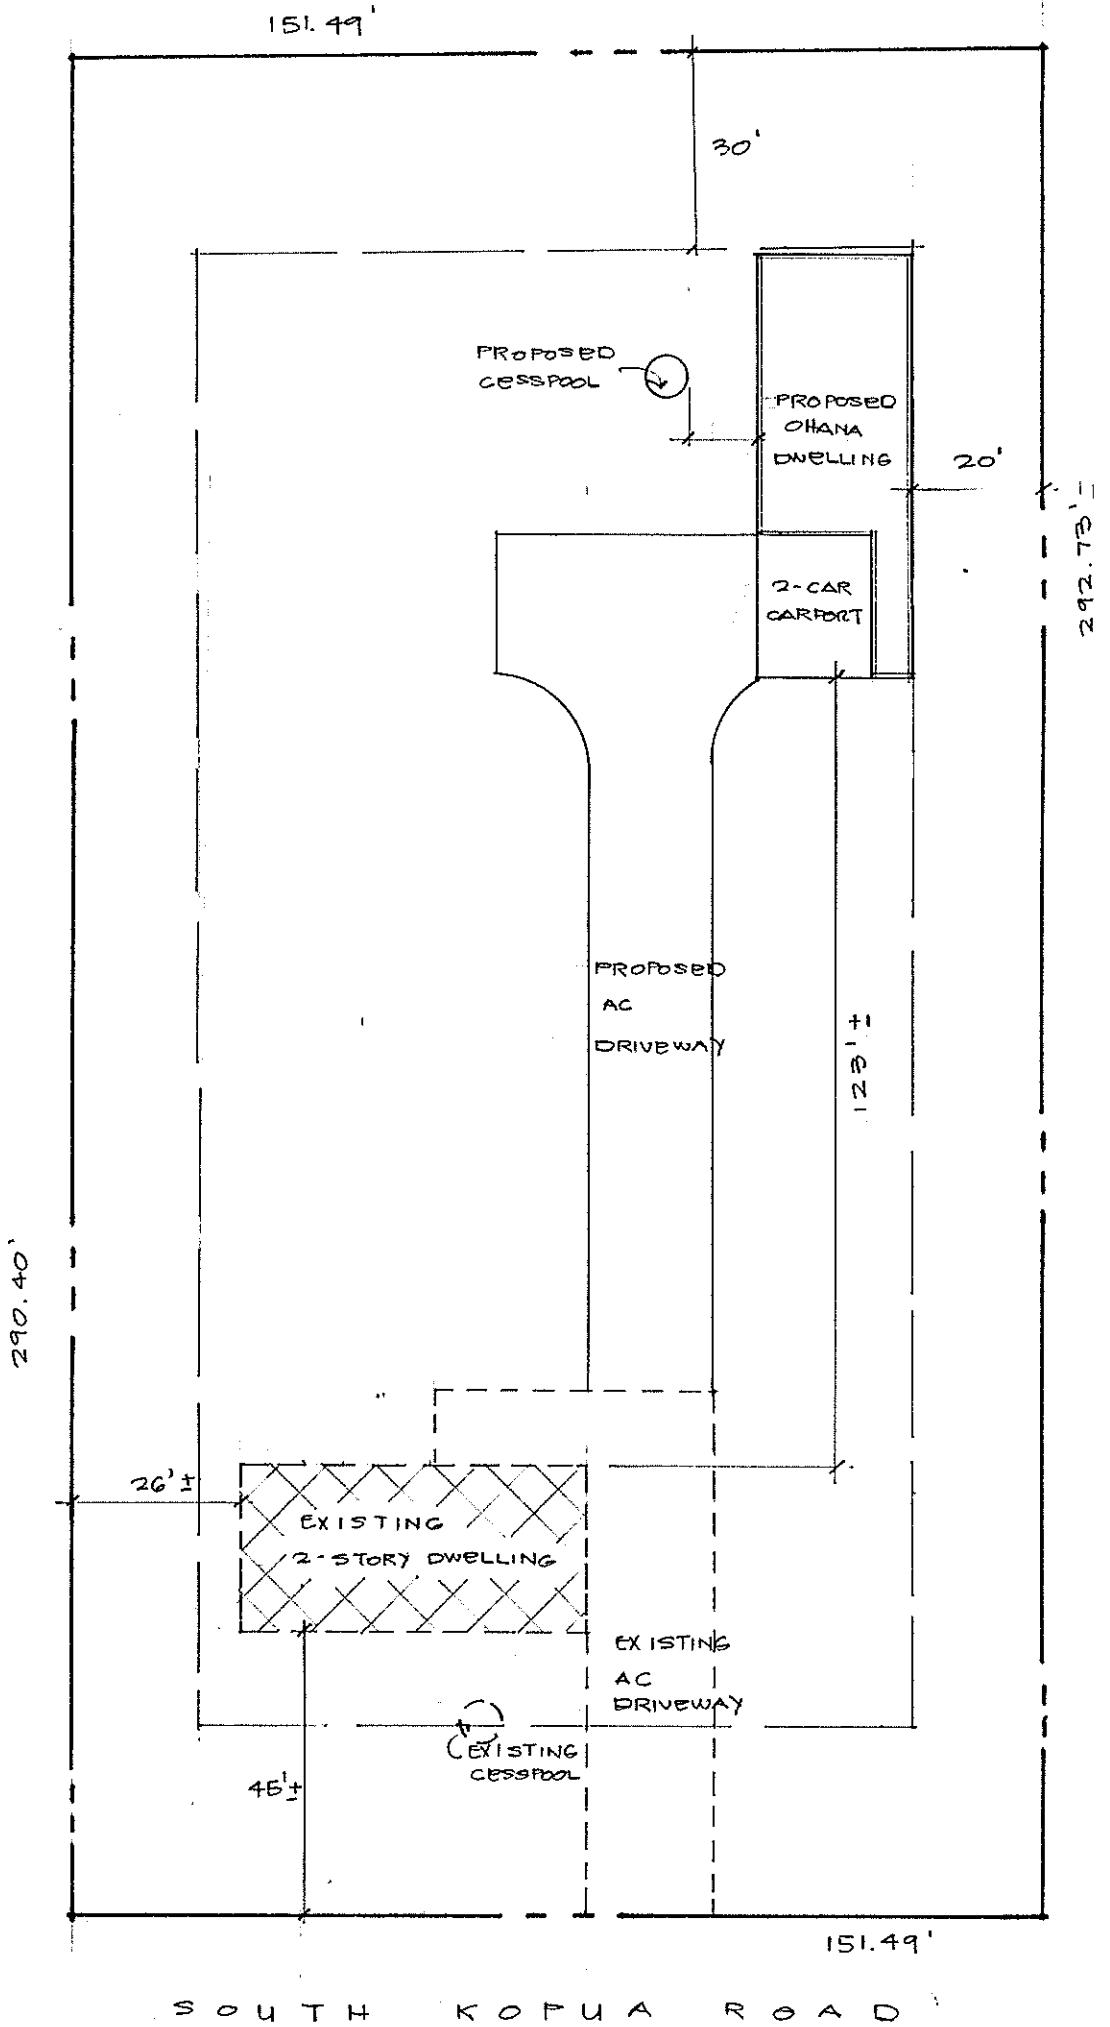 151.49'
30'
PROPOSED
CESSPOOL
PROPOSED
OHANA
DWELLING
20'
292.73'±
2-CAR
CARPORT
PROPOSED
AC
DRIVEWAY
123'±
290.40'
26'±
EXISTING
2-STORY DWELLING
EXISTING
AC
DRIVEWAY
EXISTING
CESSPOOL
45'±
151.49'
SOUTH KOPUA ROAD